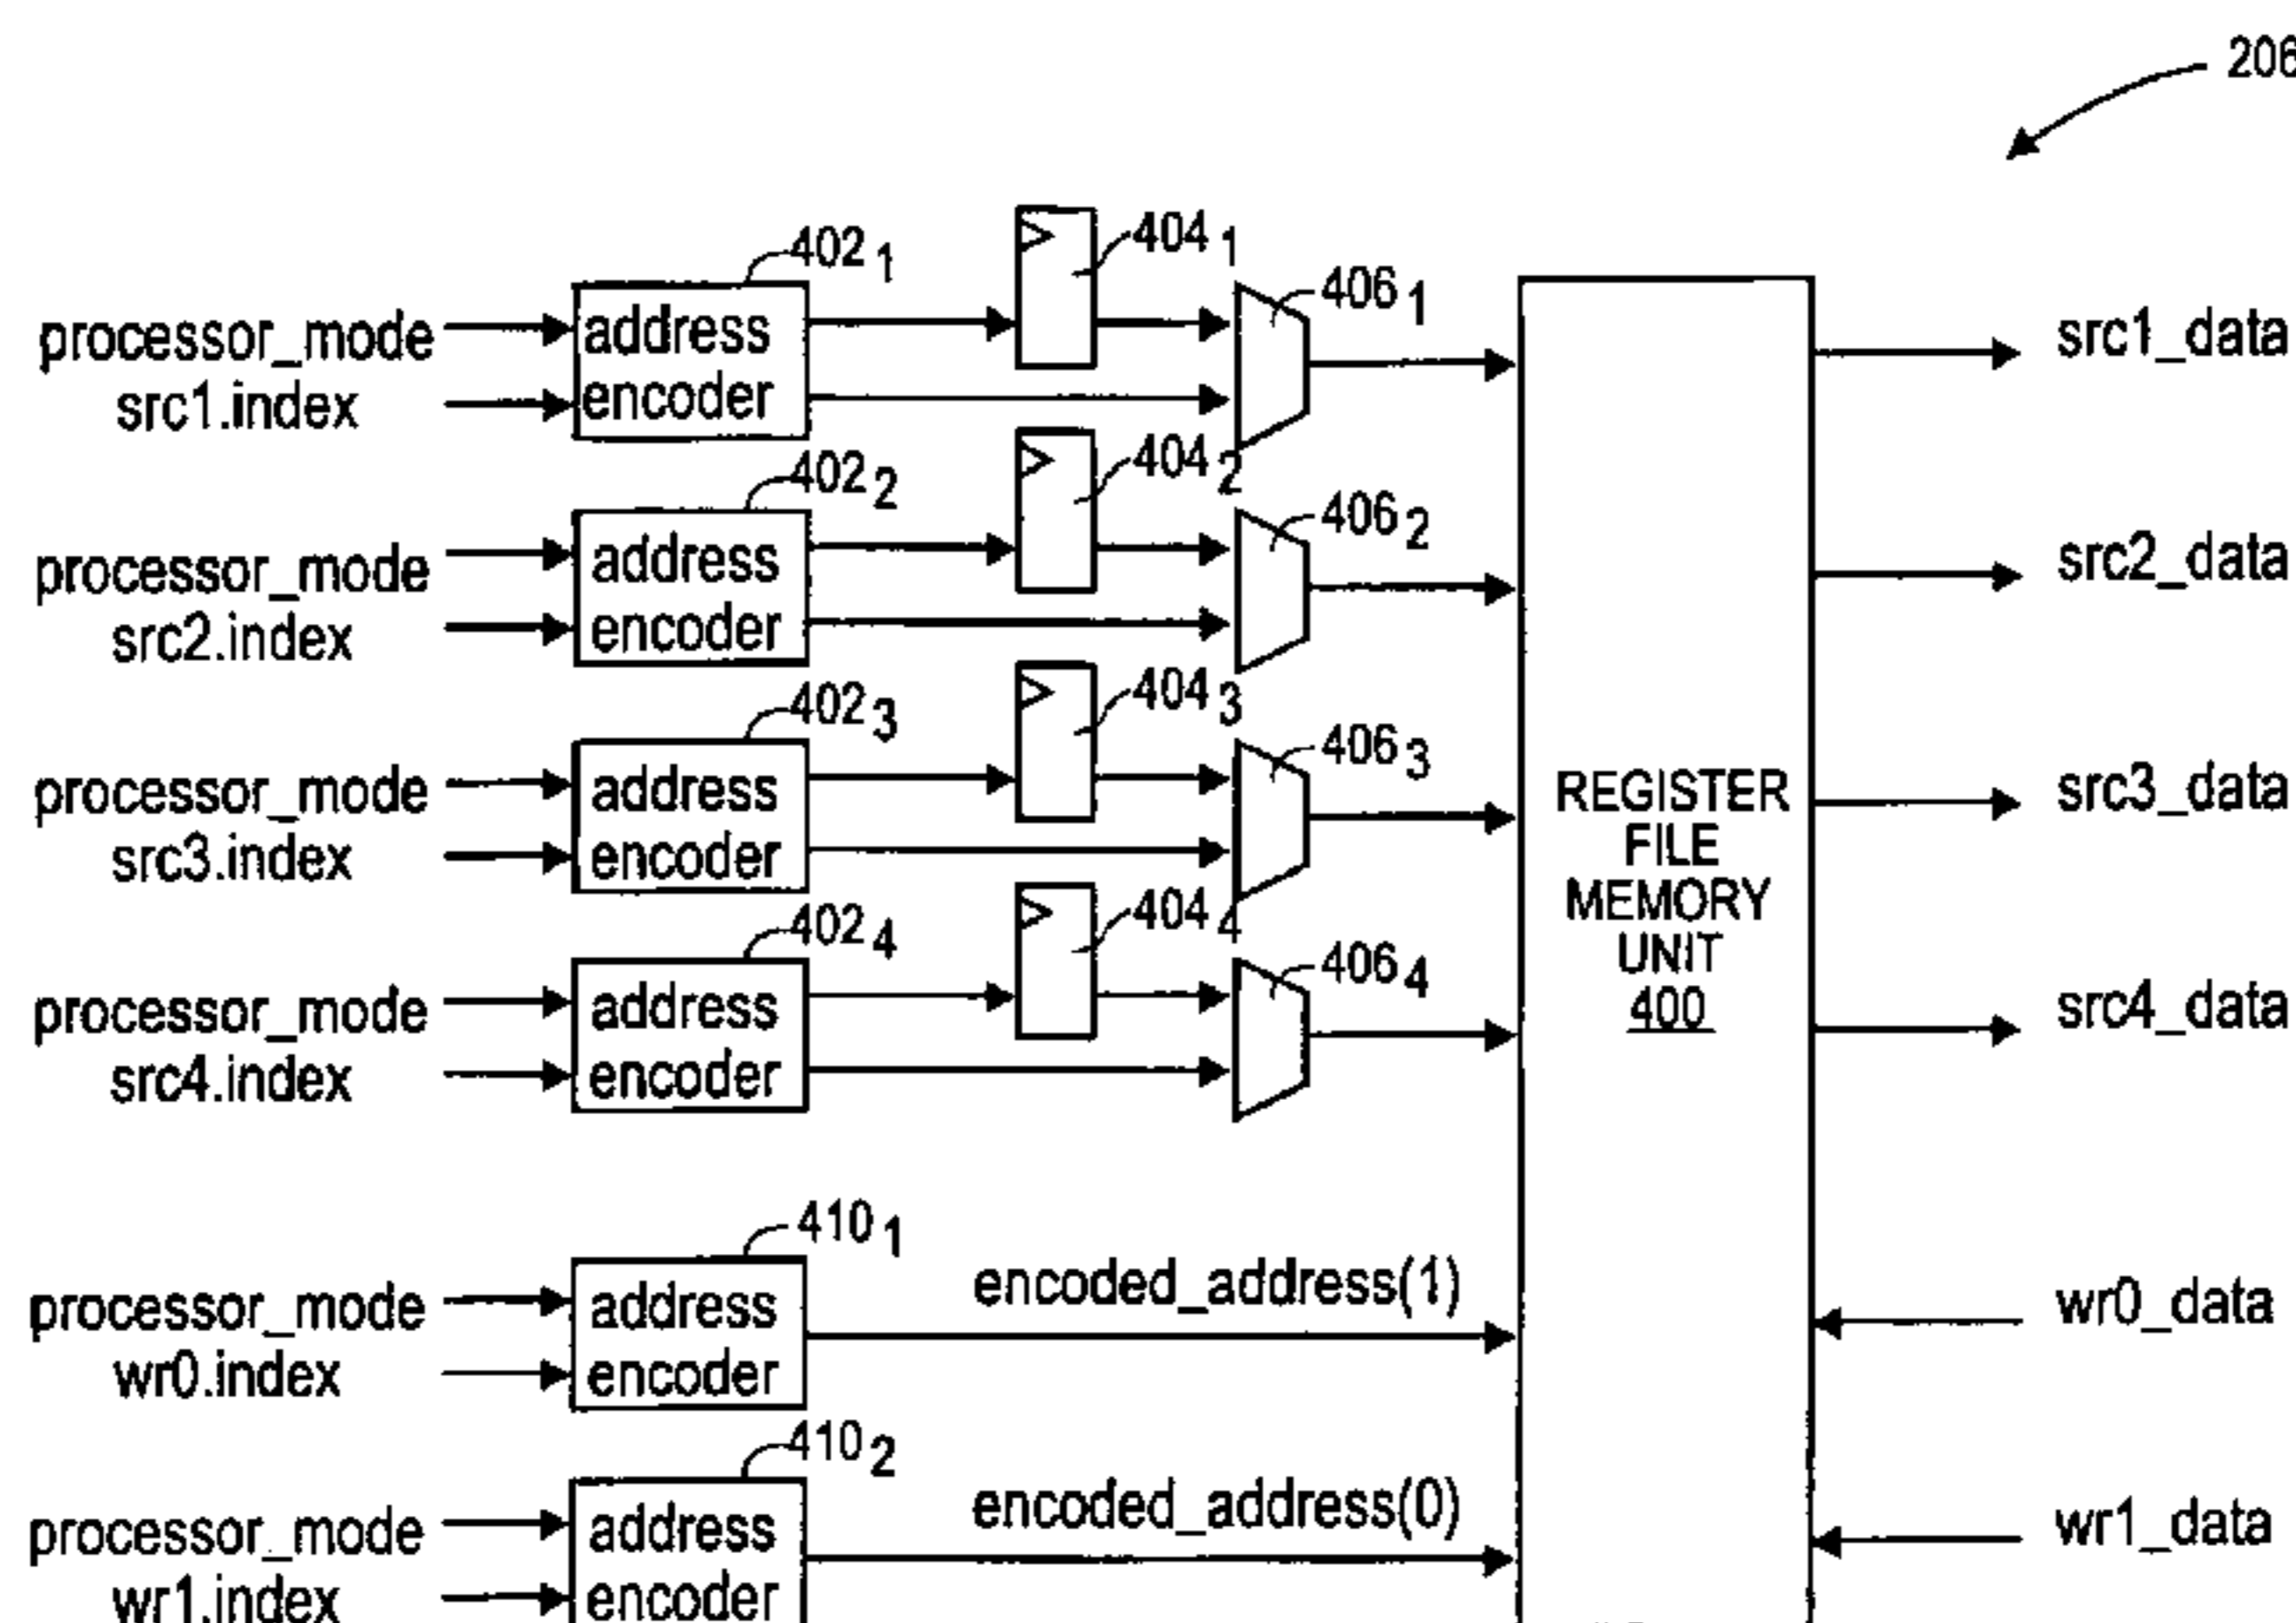 206
402 1
404 1
406 1
processor_mode
src1.index
address
encoder
src1_data
402 2
404 2
406 2
processor_mode
src2.index
address
encoder
src2_data
402 3
404 3
406 3
processor_mode
src3.index
address
encoder
src3_data
402 4
404 4
406 4
processor_mode
src4.index
address
encoder
src4_data
REGISTER
FILE
MEMORY
UNIT
400
410 1
processor_mode
wr0.index
address
encoder
encoded_address(1)
wr0_data
410 2
processor_mode
wr1.index
address
encoder
encoded_address(0)
wr1_data